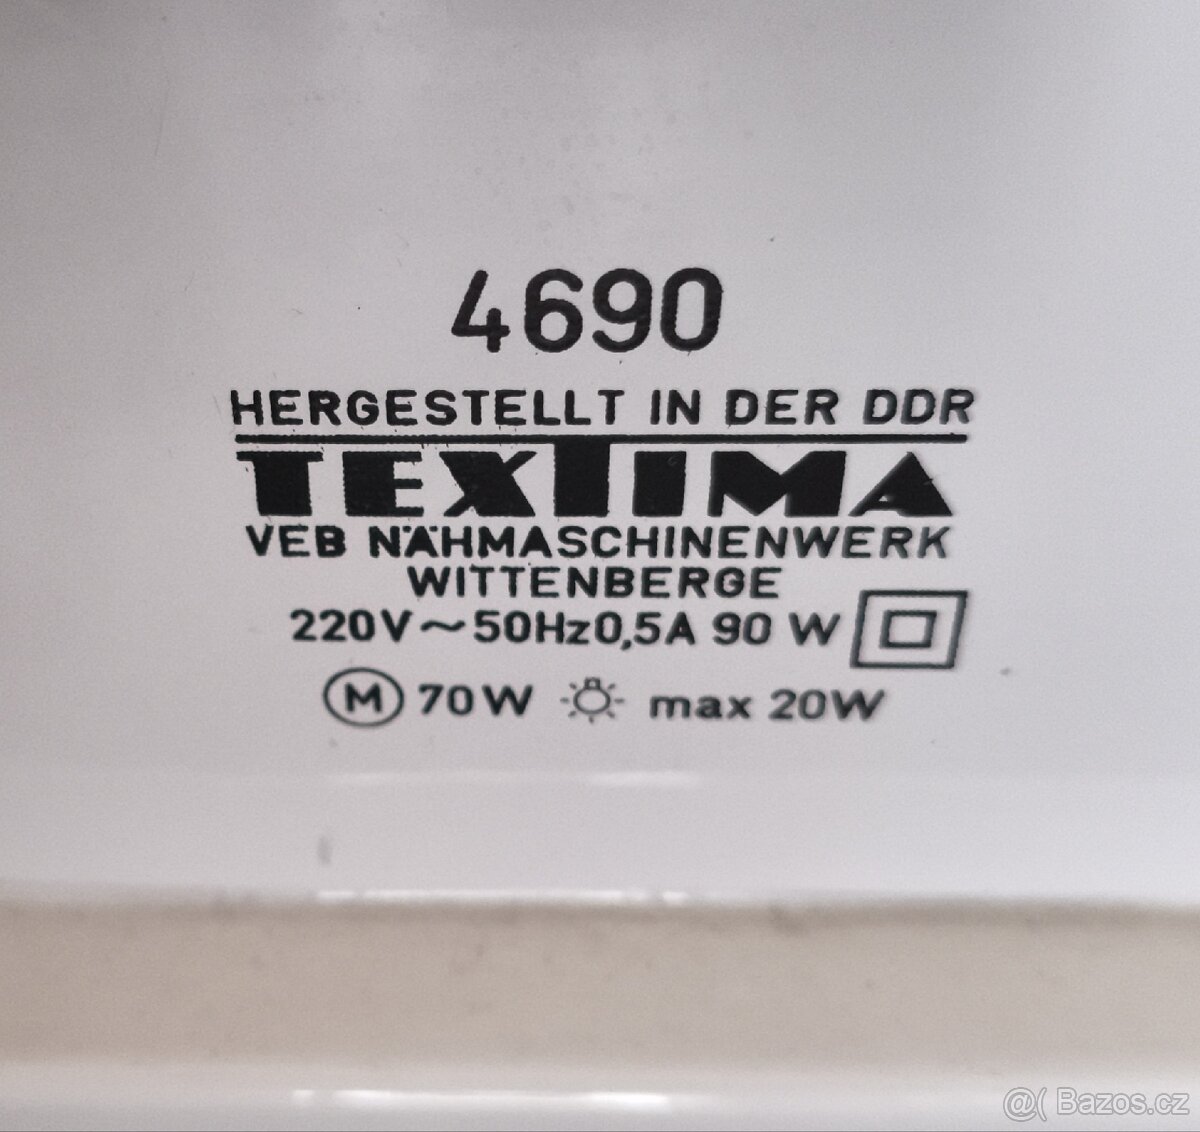 4690
HERGESTELLT IN DER DDR
TEXTIMA
VEB NÄHMASCHINENWERK
WITTENBERGE
220V~50Hz0,5A 90 W
M 70W max 20W
@( Bazos.cz